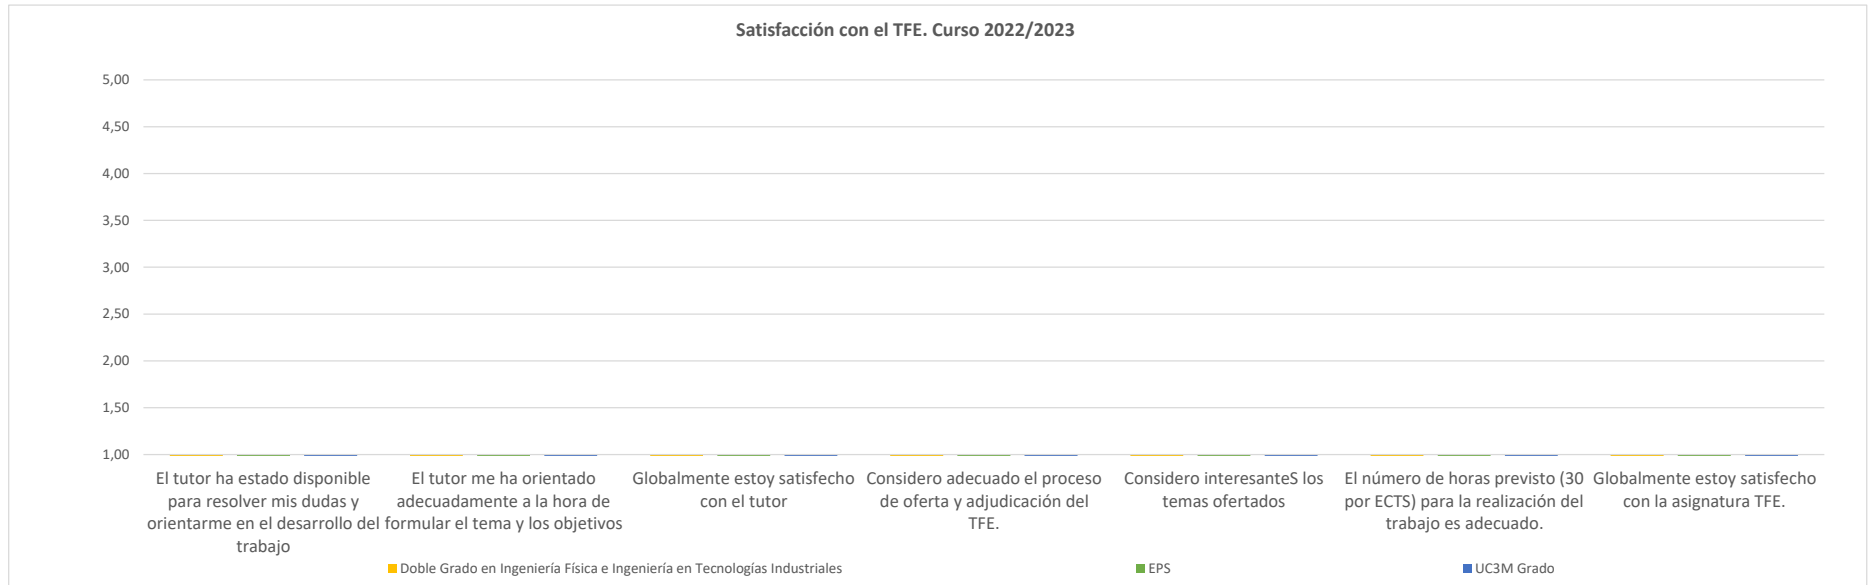 Satisfacción con el TFE. Curso 2022/2023
5,00
4,50
4,00
3,50
3,00
2,50
2,00
1,50
1,00
El tutor ha estado disponible
para resolver mis dudas y
orientarme en el desarrollo del
trabajo
El tutor me ha orientado
adecuadamente a la hora de
formular el tema y los objetivos
Globalmente estoy satisfecho
con el tutor
Considero adecuado el proceso
de oferta y adjudicación del
TFE.
Considero interesanteS los
temas ofertados
El número de horas previsto (30
por ECTS) para la realización del
trabajo es adecuado.
Globalmente estoy satisfecho
con la asignatura TFE.
Doble Grado en Ingeniería Física e Ingeniería en Tecnologías Industriales
EPS
UC3M Grado